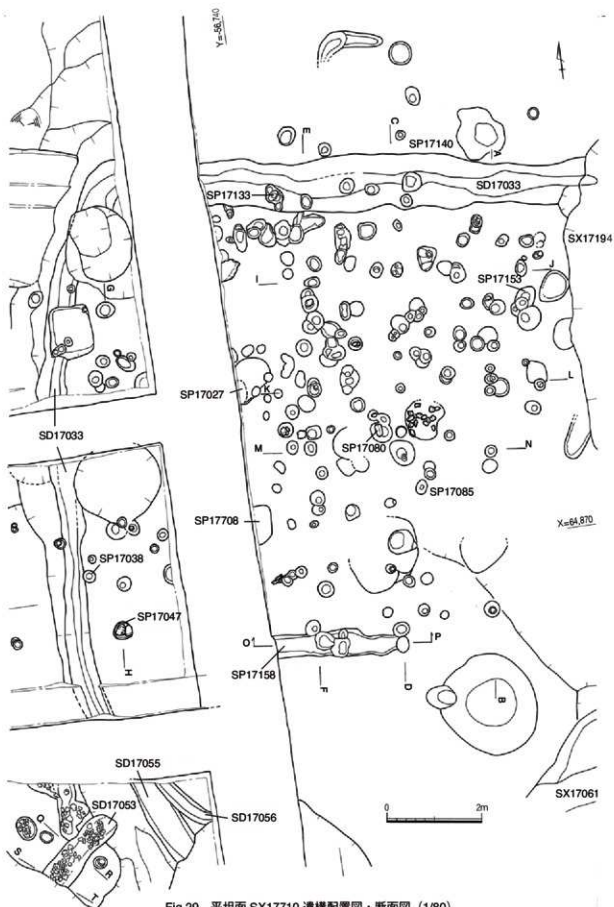 Y=-56,740
C
E
SP17140
A
SD17033
SP17133
SX17194
J
SP17153
I
G
L
SP17027
K
SD17033
SP17080
M
N
SP17085
X=64,870
SP17708
SP17038
SP17047
O
P
H
SP17158
F
D
B
SD17055
SX17061
0
2m
SD17053
SD17056
S
R
T
Fig.29 平坦面 SX17710 遺構配置図・断面図 (1/80)